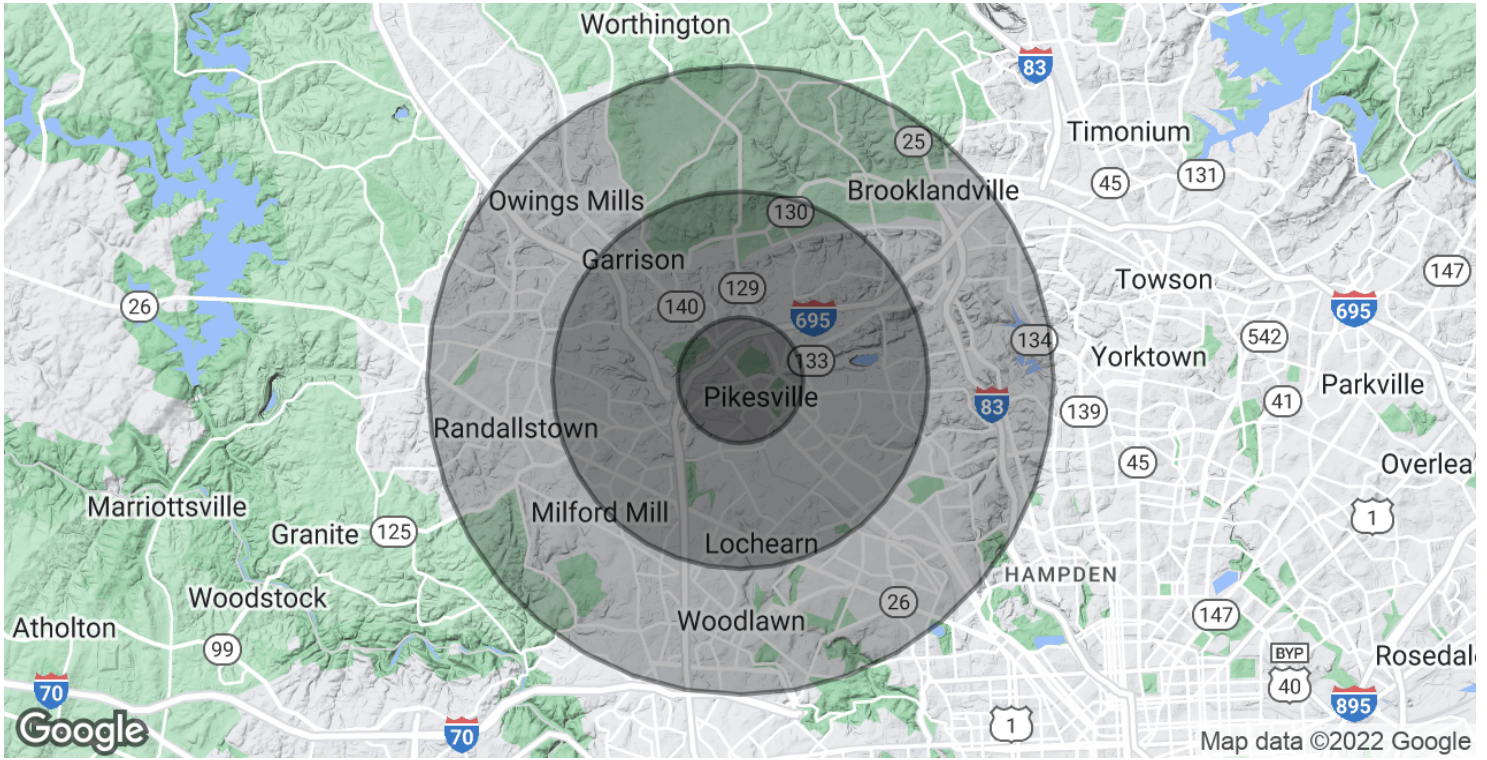 Worthington
83
Timonium
25
45
131
Owings Mills
Brooklandville
130
Garrison
147
Towson
129
26
140
695
695
542
134
133
Yorktown
Parkville
Pikesville
41
83
139
Randallstown
45
Overlea
Marriottsville
Milford Mill
1
Granite
125
Lochearn
HAMPDEN
Woodstock
26
147
Woodlawn
Atholton
99
BYP
40
Rosedal
70
895
Google
70
1
Map data ©2022 Google